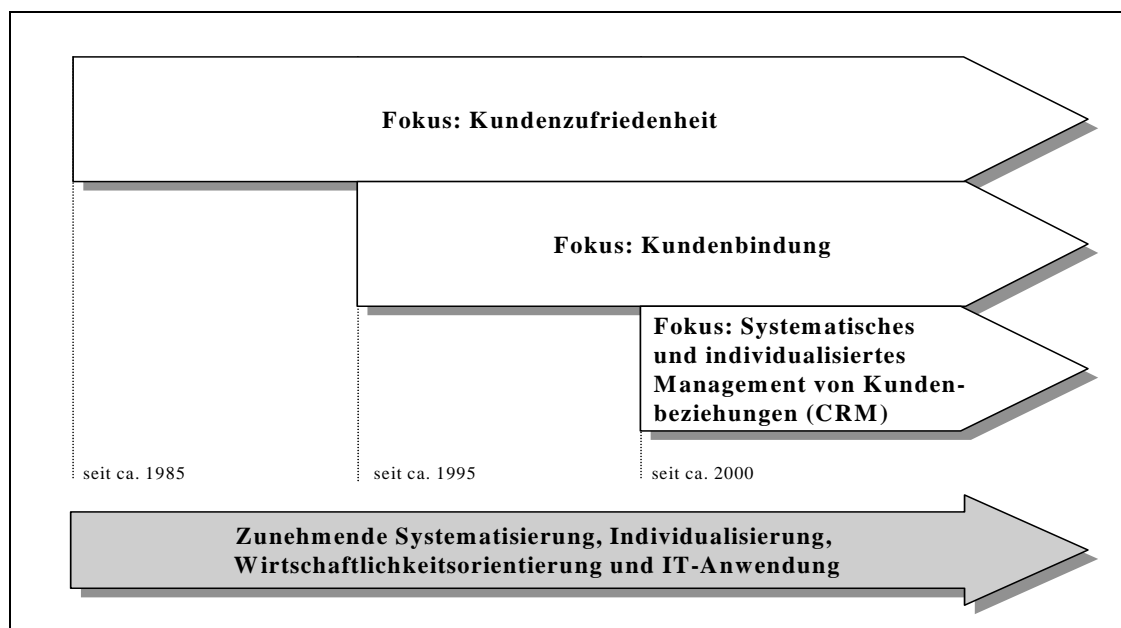 Fokus: Kundenzufriedenheit
Fokus: Kundenbindung
Fokus: Systematisches
und individualisiertes
Management von Kunden-
beziehungen (CRM)
seit ca. 1985
seit ca. 1995
seit ca. 2000
Zunehmende Systematisierung, Individualisierung,
Wirtschaftlichkeitsorientierung und IT-Anwendung